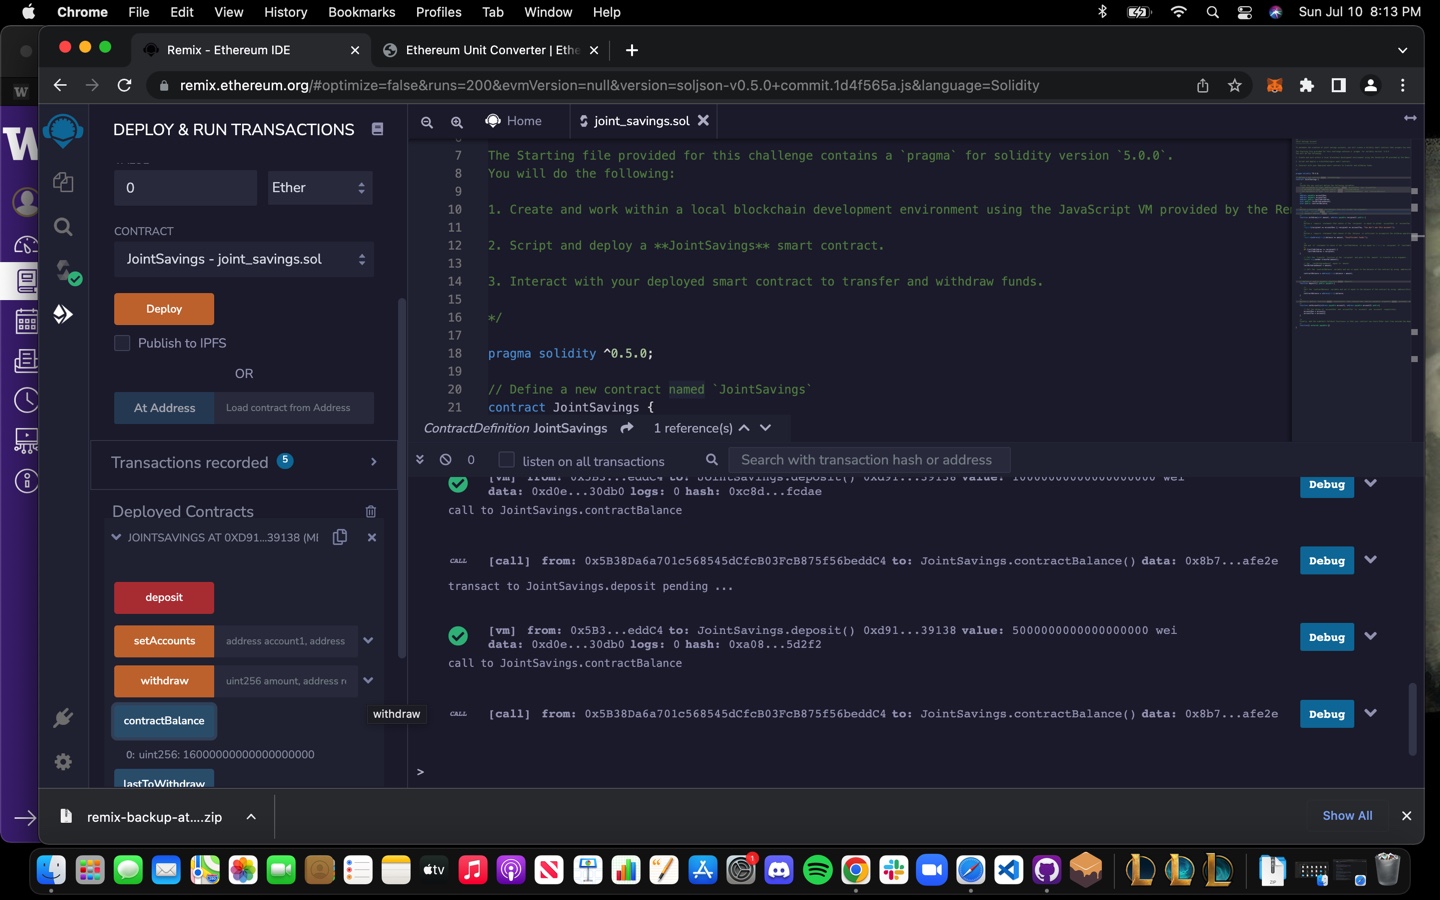 Chrome File Edit View History Bookmarks Profiles Tab Window Help Sun Jul 10 8:13 PM
Remix - Ethereum IDE
Ethereum Unit Converter | Ethe
remix.ethereum.org/#optimize=false&runs=200&evmVersion=null&version=soljson-v0.5.0+commit.1d4f565a.js&language=Solidity
W
W
DEPLOY & RUN TRANSACTIONS
0
Ether
CONTRACT
JointSavings - joint_savings.sol
Deploy
Publish to IPFS
OR
At Address
Load contract from Address
Transactions recorded 5
Deployed Contracts
JOINTSAVINGS AT 0XD91...39138 (MI
deposit
setAccounts
address account1, address
withdraw
uint256 amount, address re
contractBalance
withdraw
0: uint256: 16000000000000000000
lastToWithdraw
Home
joint_savings.sol
7 The Starting file provided for this challenge contains a `pragma` for solidity version `5.0.0`.
8 You will do the following:
9
10 1. Create and work within a local blockchain development environment using the JavaScript VM provided by the Re
11
12 2. Script and deploy a **JointSavings** smart contract.
13
14 3. Interact with your deployed smart contract to transfer and withdraw funds.
15
16 */
17
18 pragma solidity ^0.5.0;
19
20 // Define a new contract named `JointSavings`
21 contract JointSavings {
ContractDefinition JointSavings 1 reference(s)
0 listen on all transactions
Search with transaction hash or address
data: 0xd0e...30db0 logs: 0 hash: 0xc8d...fcdae
Debug
call to JointSavings.contractBalance
CALL [call] from: 0x5B38Da6a701c568545dCfcB03FcB875f56beddC4 to: JointSavings.contractBalance() data: 0x8b7...afe2e
Debug
transact to JointSavings.deposit pending ...
[vm] from: 0x5B3...eddC4 to: JointSavings.deposit() 0xd91...39138 value: 5000000000000000000 wei
data: 0xd0e...30db0 logs: 0 hash: 0xa08...5d2f2
Debug
call to JointSavings.contractBalance
CALL [call] from: 0x5B38Da6a701c568545dCfcB03FcB875f56beddC4 to: JointSavings.contractBalance() data: 0x8b7...afe2e
Debug
>
remix-backup-at....zip
Show All
tv
1